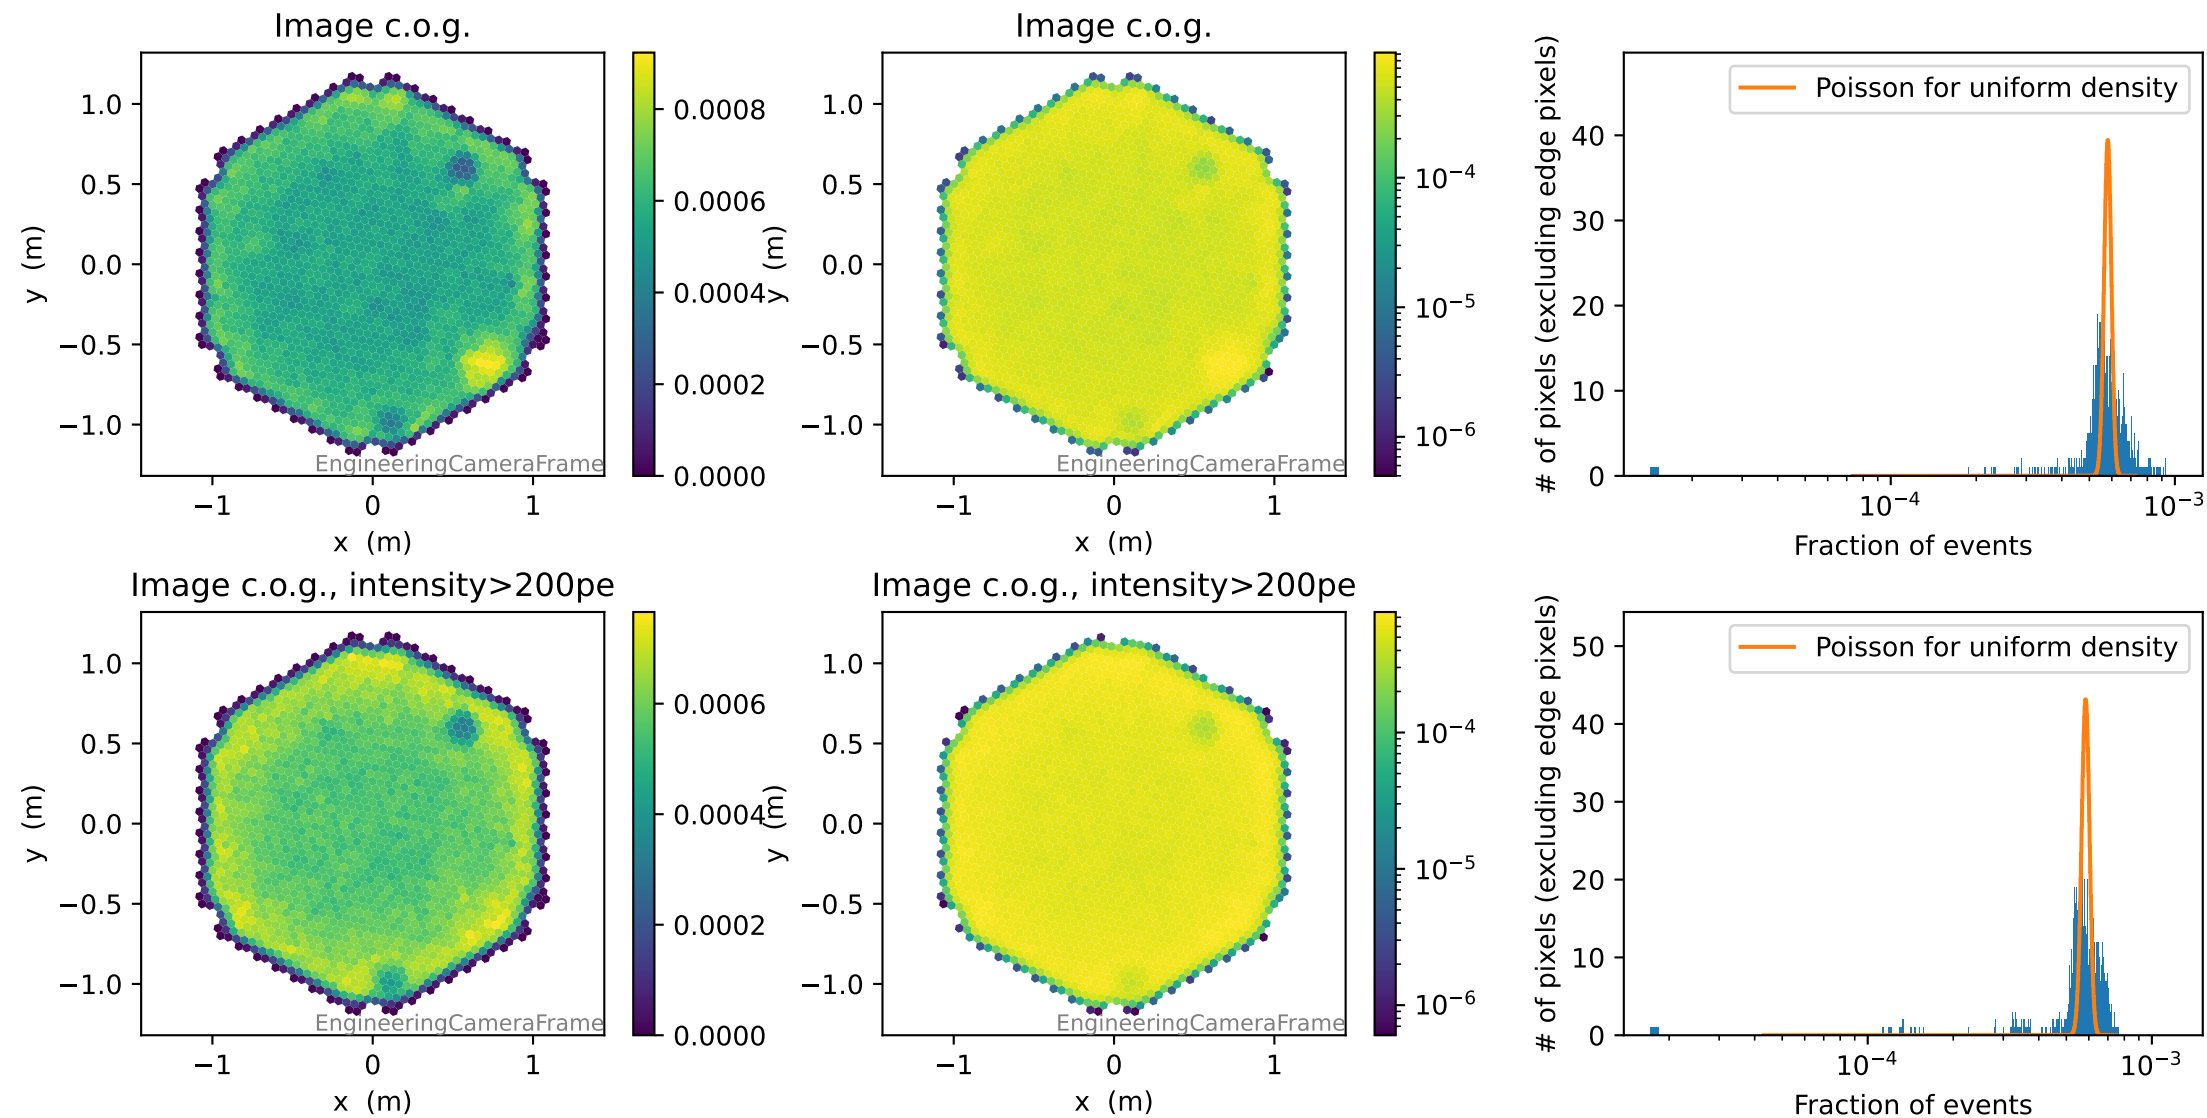 Image c.o.g.
1.0
0.5
0.0
−0.5
−1.0
y (m)
−1
0
1
x (m)
EngineeringCameraFrame
0.0008
0.0006
0.0004
0.0002
0.0000
Image c.o.g.
1.0
0.5
0.0
−0.5
−1.0
y (m)
−1
0
1
x (m)
EngineeringCameraFrame
10⁻⁴
10⁻⁵
10⁻⁶
Poisson for uniform density
# of pixels (excluding edge pixels)
40
30
20
10
0
10⁻⁴
10⁻³
Fraction of events
Image c.o.g., intensity>200pe
1.0
0.5
0.0
−0.5
−1.0
y (m)
−1
0
1
x (m)
EngineeringCameraFrame
0.0006
0.0004
0.0002
0.0000
Image c.o.g., intensity>200pe
1.0
0.5
0.0
−0.5
−1.0
y (m)
−1
0
1
x (m)
EngineeringCameraFrame
10⁻⁴
10⁻⁵
10⁻⁶
Poisson for uniform density
# of pixels (excluding edge pixels)
50
40
30
20
10
0
10⁻⁴
10⁻³
Fraction of events